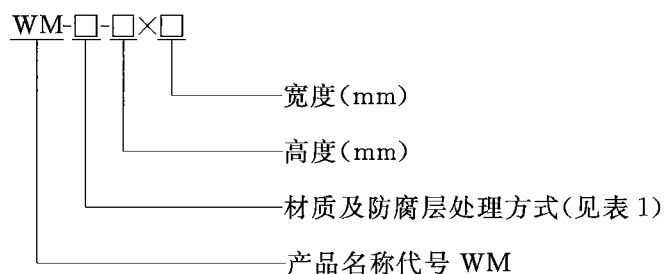 WM-□-□×□
宽度(mm)
高度(mm)
材质及防腐层处理方式(见表 1)
产品名称代号 WM